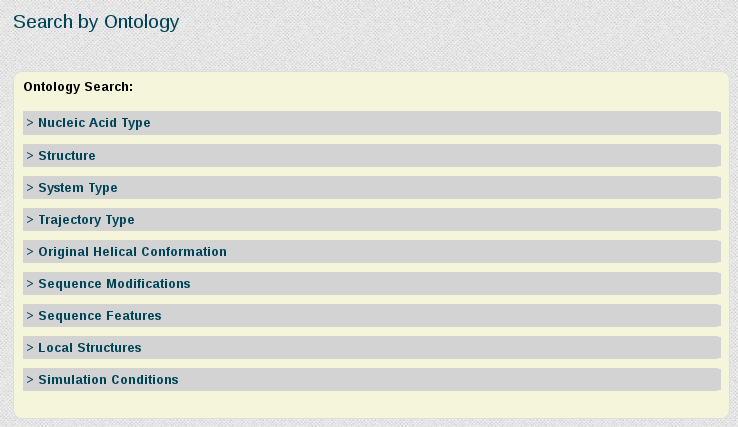 Search by Ontology
Ontology Search:
> Nucleic Acid Type
> Structure
> System Type
> Trajectory Type
> Original Helical Conformation
> Sequence Modifications
> Sequence Features
> Local Structures
> Simulation Conditions